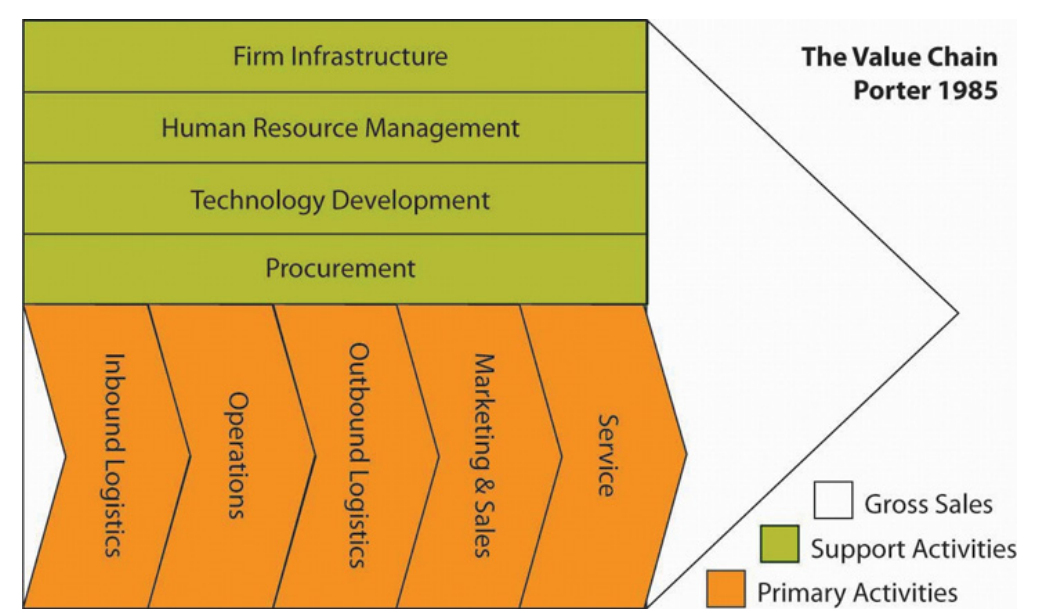 The Value Chain
Porter 1985
Firm Infrastructure
Human Resource Management
Technology Development
Procurement
Inbound Logistics
Operations
Outbound Logistics
Marketing & Sales
Service
Gross Sales
Support Activities
Primary Activities